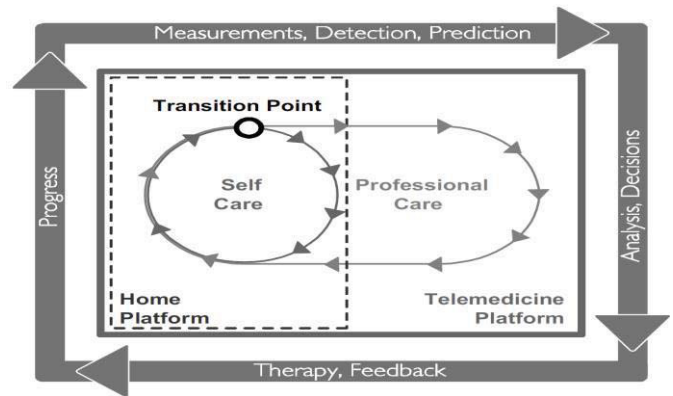 Measurements, Detection, Prediction
Transition Point
Self
Care
Professional
Care
Progress
Analysis, Decisions
Home
Platform
Telemedicine
Platform
Therapy, Feedback